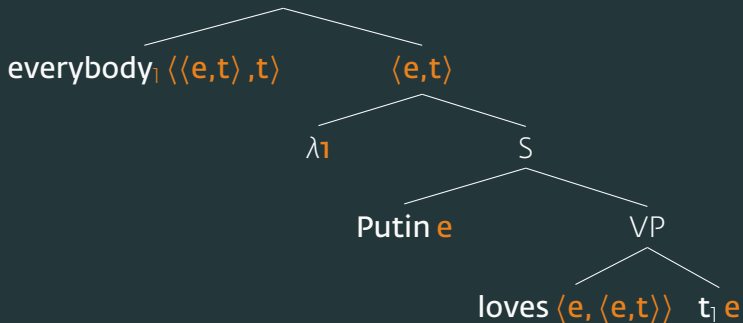 everybody₁ ⟨⟨e,t⟩,t⟩ ⟨e,t⟩
λ1 S
Putin e VP
loves ⟨e, ⟨e,t⟩⟩ t₁ e